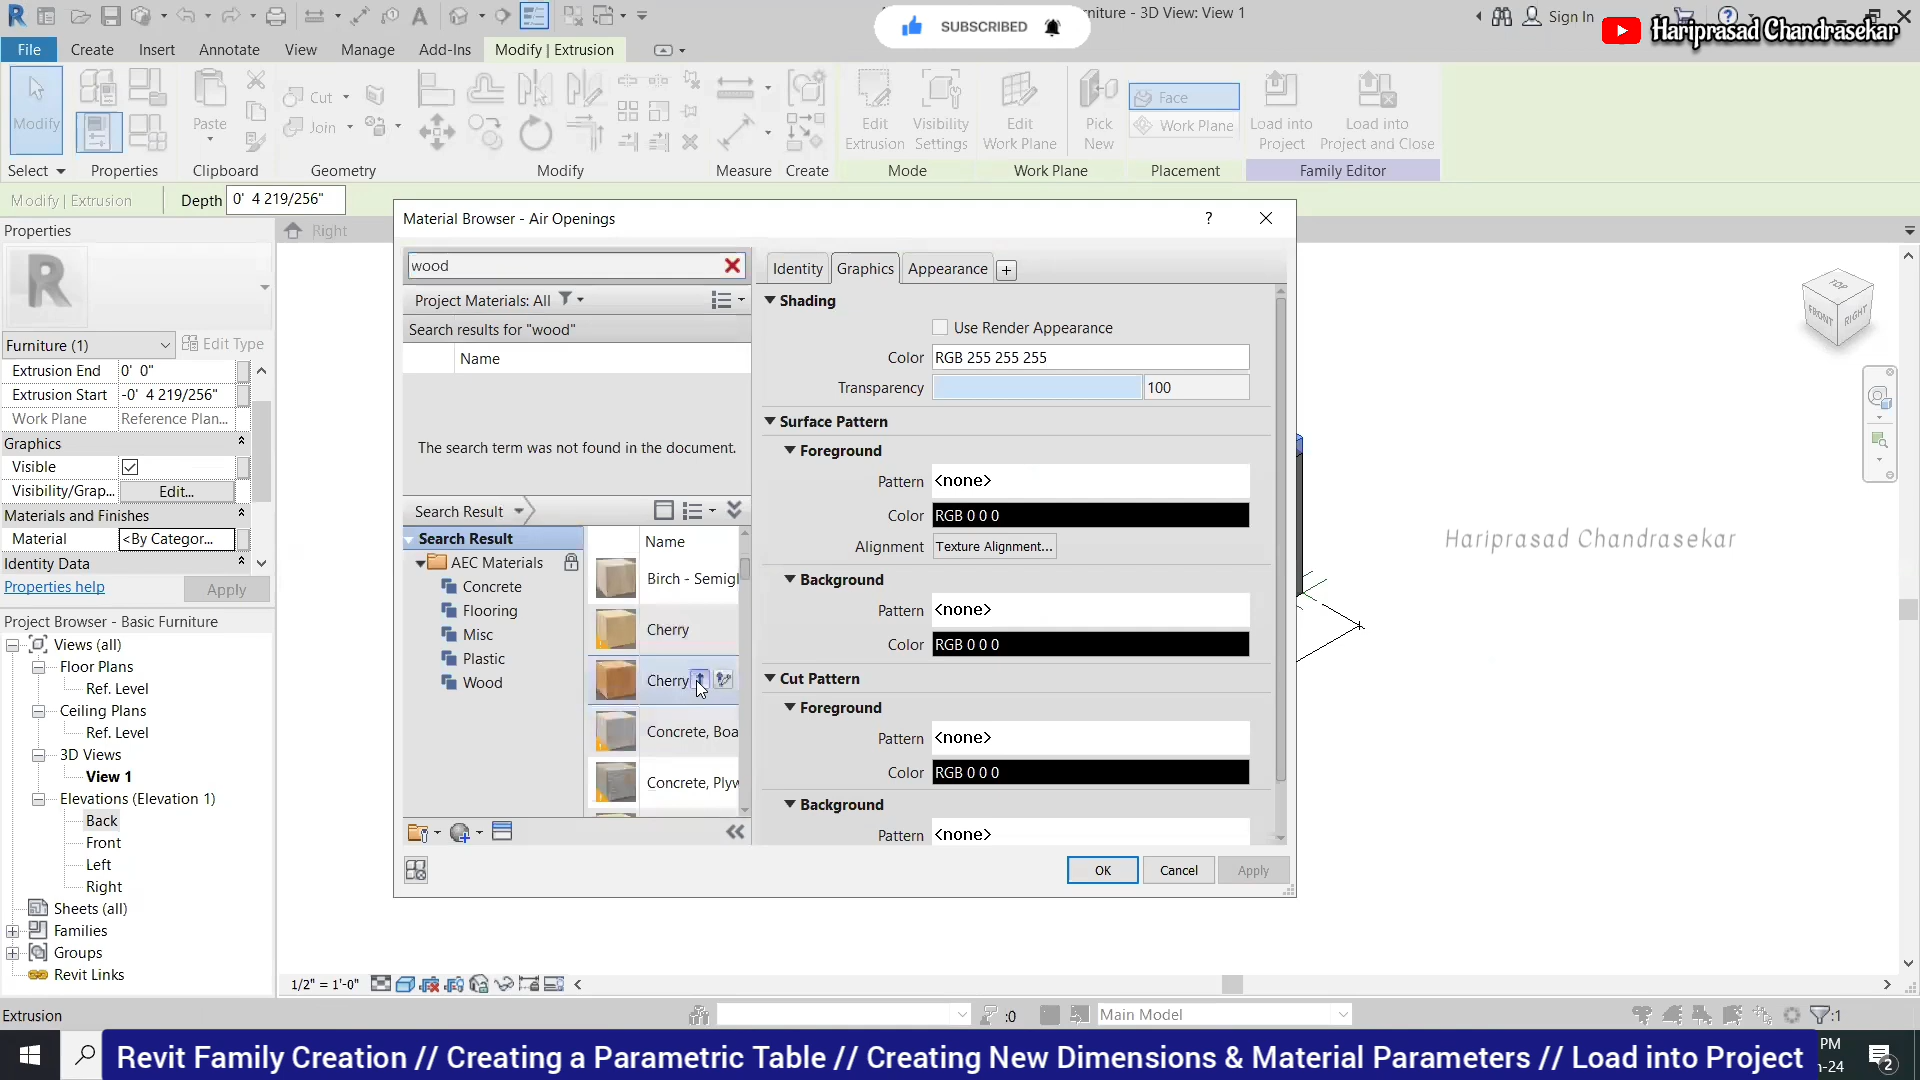 SUBSCRIBED
rniture - 3D View: View 1
Sign In
Hariprasad Chandrasekar
File
Create
Insert
Annotate
View
Manage
Add-Ins
Modify | Extrusion
Modify
Paste
Cut
Join
Edit
Extrusion
Visibility
Settings
Edit
Work Plane
Pick
New
Face
Work Plane
Load into
Project
Load into
Project and Close
Select
Properties
Clipboard
Geometry
Modify
Measure
Create
Mode
Work Plane
Placement
Family Editor
Modify | Extrusion
Depth
0'  4 219/256"
Properties
Right
Furniture (1)
Edit Type
Extrusion End
0'  0"
Extrusion Start
-0'  4 219/256"
Work Plane
Reference Plan...
Graphics
Visible
Visibility/Grap...
Edit...
Materials and Finishes
Material
<By Categor...
Identity Data
Properties help
Apply
Project Browser - Basic Furniture
Views (all)
Floor Plans
Ref. Level
Ceiling Plans
Ref. Level
3D Views
View 1
Elevations (Elevation 1)
Back
Front
Left
Right
Sheets (all)
Families
Groups
Revit Links
Material Browser - Air Openings
?
wood
Project Materials: All
Search results for "wood"
Name
The search term was not found in the document.
Search Result
Search Result
AEC Materials
Concrete
Flooring
Misc
Plastic
Wood
Name
Birch - Semigl
Cherry
Cherry
Concrete, Boa
Concrete, Plyw
Identity
Graphics
Appearance
Shading
Use Render Appearance
Color
RGB 255 255 255
Transparency
100
Surface Pattern
Foreground
Pattern
<none>
Color
RGB 0 0 0
Alignment
Texture Alignment...
Background
Pattern
<none>
Color
RGB 0 0 0
Cut Pattern
Foreground
Pattern
<none>
Color
RGB 0 0 0
Background
Pattern
<none>
OK
Cancel
Apply
TOP
FRONT
RIGHT
Hariprasad Chandrasekar
1/2" = 1'-0"
Extrusion
:0
Main Model
:1
Revit Family Creation // Creating a Parametric Table // Creating New Dimensions & Material Parameters // Load into Project
PM
-24
2